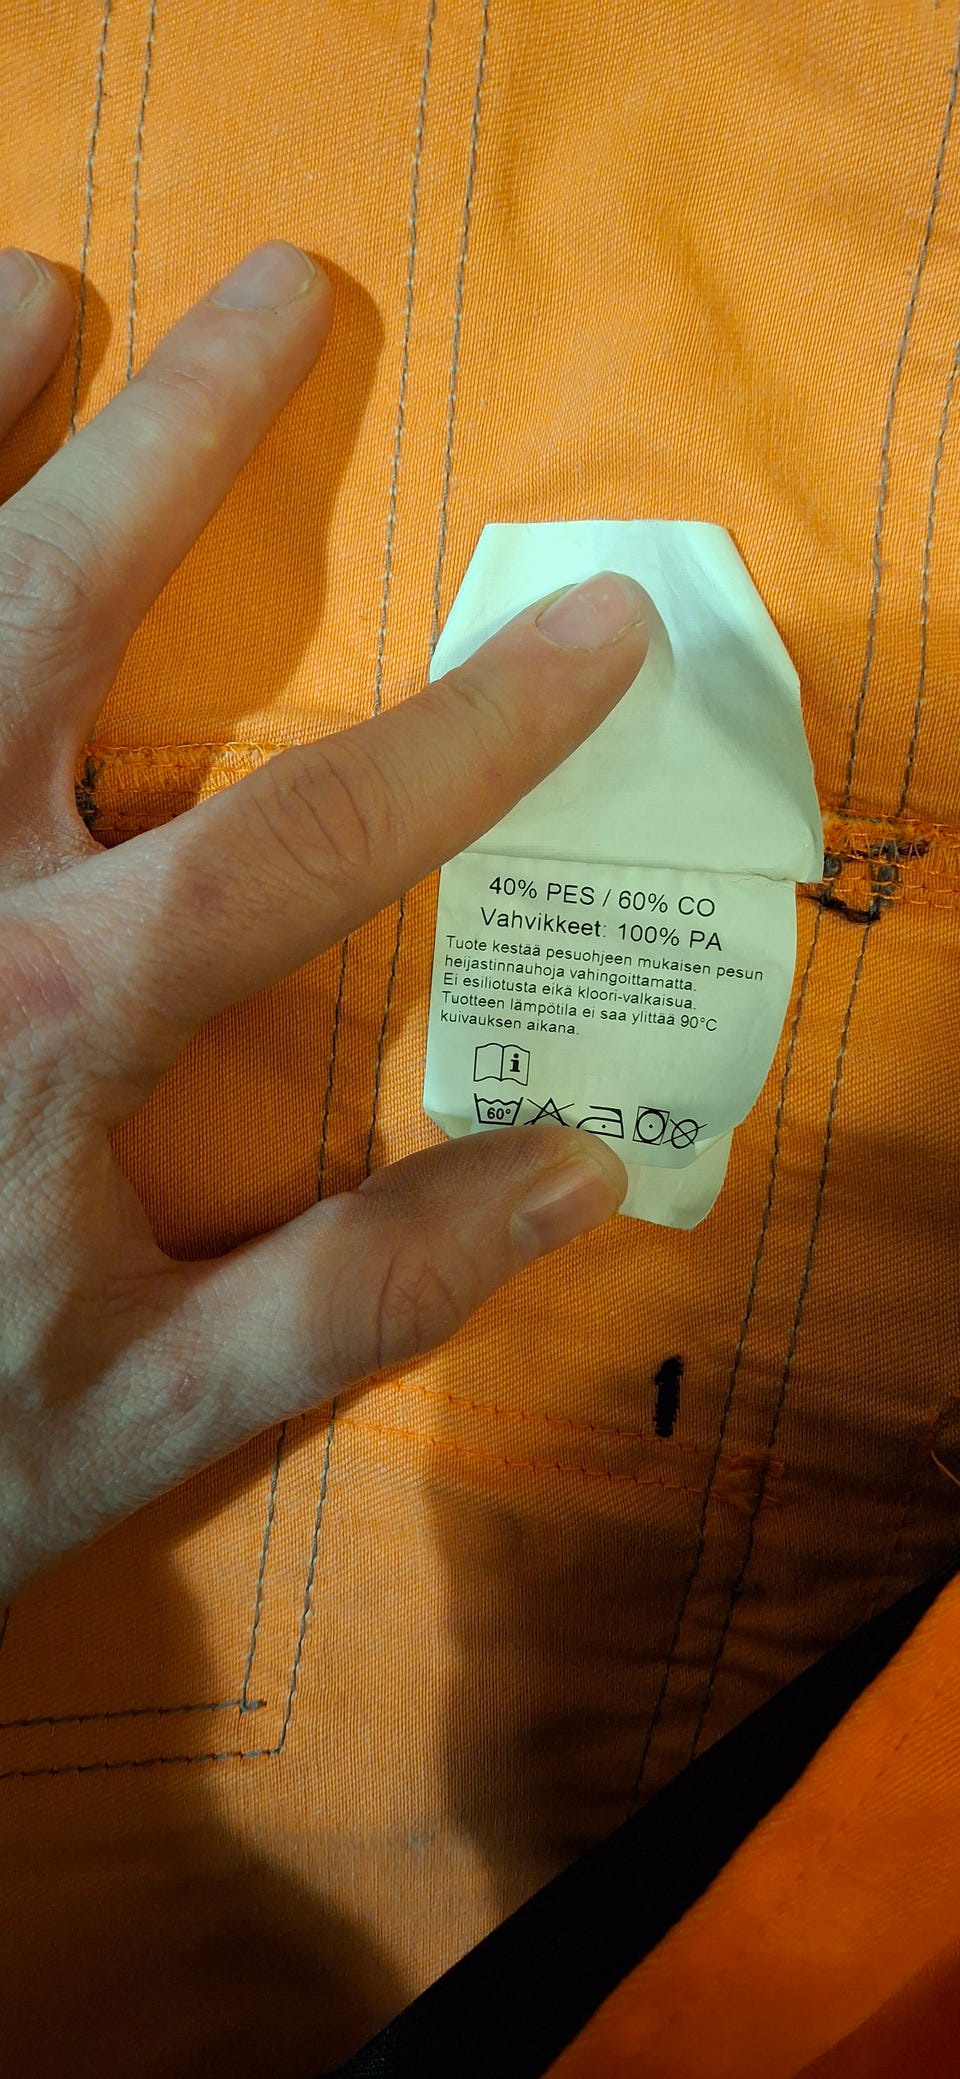 40% PES / 60% CO
Vahvikkeet: 100% PA
Tuote kestää pesuohjeen mukaisen pesun
heijastinnauhoja vahingoittamatta.
Ei esiliotusta eikä kloori-valkaisua.
Tuotteen lämpötila ei saa ylittää 90°C
kuivauksen aikana.
i
60°